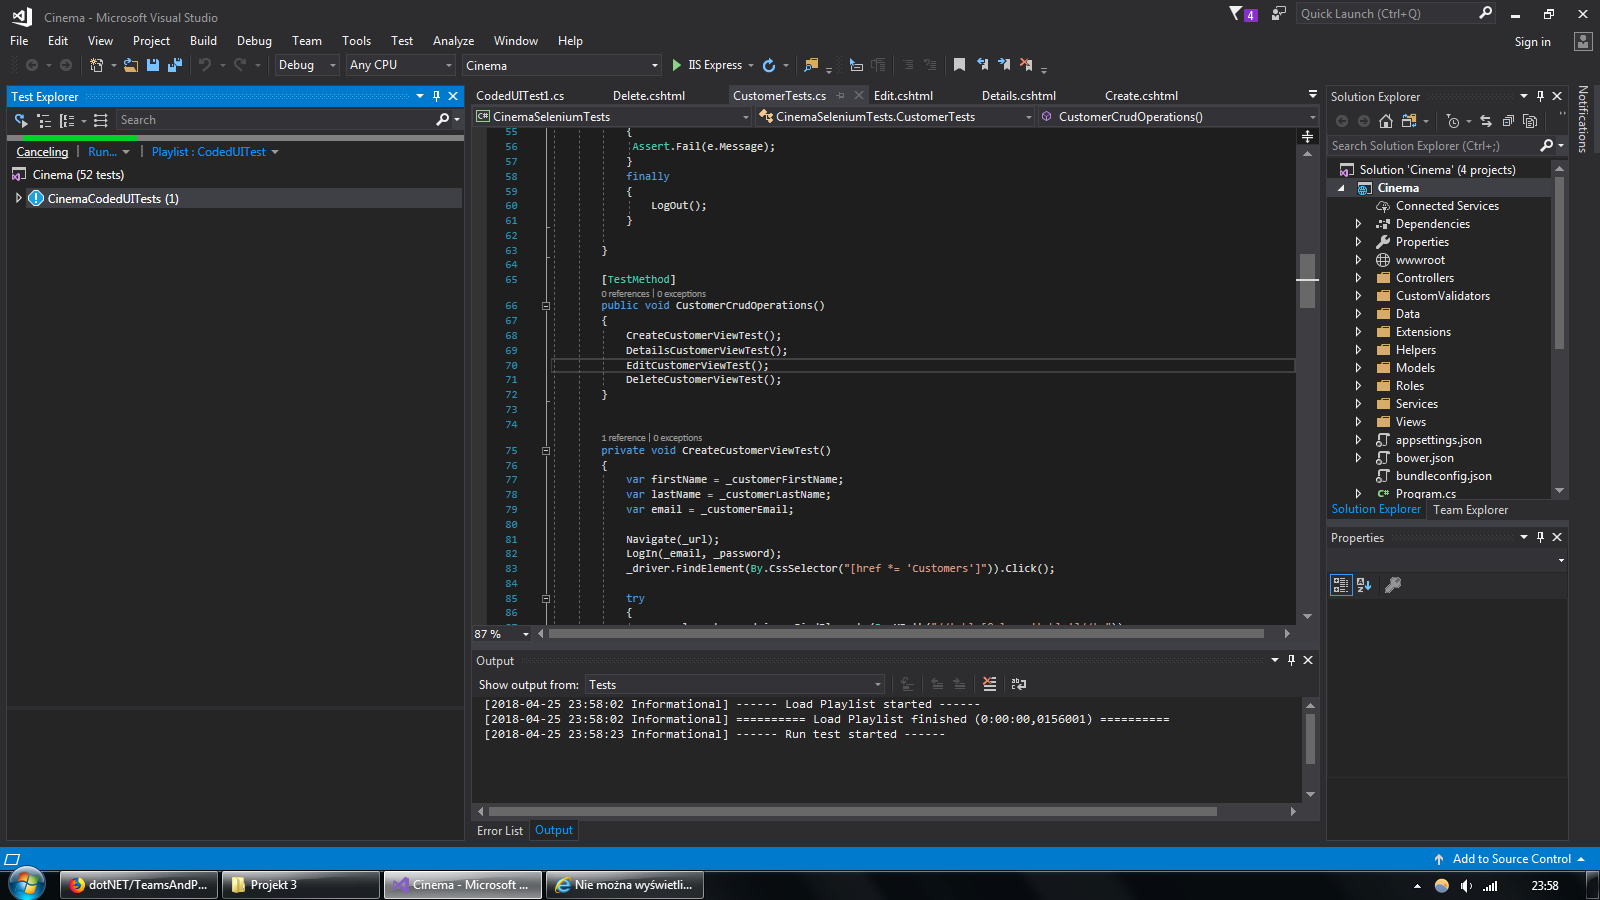 Cinema - Microsoft Visual Studio
4
Quick Launch (Ctrl+Q)
File Edit View Project Build Debug Team Tools Test Analyze Window Help
Sign in
Debug Any CPU Cinema IIS Express
Test Explorer
Search
Canceling Run... Playlist : CodedUITest
Cinema (52 tests)
CinemaCodedUITests (1)
CodedUITest1.cs Delete.cshtml CustomerTests.cs Edit.cshtml Details.cshtml Create.cshtml
CinemaSeleniumTests CinemaSeleniumTests.CustomerTests CustomerCrudOperations()
55 {
56 Assert.Fail(e.Message);
57 }
58 finally
59 {
60 LogOut();
61 }
62
63 }
64
65 [TestMethod]
0 references | 0 exceptions
66 public void CustomerCrudOperations()
67 {
68 CreateCustomerViewTest();
69 DetailsCustomerViewTest();
70 EditCustomerViewTest();
71 DeleteCustomerViewTest();
72 }
73
74
1 reference | 0 exceptions
75 private void CreateCustomerViewTest()
76 {
77 var firstName = _customerFirstName;
78 var lastName = _customerLastName;
79 var email = _customerEmail;
80
81 Navigate(_url);
82 LogIn(_email, _password);
83 _driver.FindElement(By.CssSelector("[href *= 'Customers']")).Click();
84
85 try
86 {
87 %
Output
Show output from: Tests
[2018-04-25 23:58:02 Informational] ------ Load Playlist started ------
[2018-04-25 23:58:02 Informational] ========== Load Playlist finished (0:00:00,0156001) ==========
[2018-04-25 23:58:23 Informational] ------ Run test started ------
Error List Output
Solution Explorer
Search Solution Explorer (Ctrl+;)
Solution 'Cinema' (4 projects)
Cinema
Connected Services
Dependencies
Properties
wwwroot
Controllers
CustomValidators
Data
Extensions
Helpers
Models
Roles
Services
Views
appsettings.json
bower.json
bundleconfig.json
C# Program.cs
Solution Explorer Team Explorer
Properties
Notifications
Add to Source Control
dotNET/TeamsAndP... Projekt 3 Cinema - Microsoft ... Nie można wyświetli...
23:58